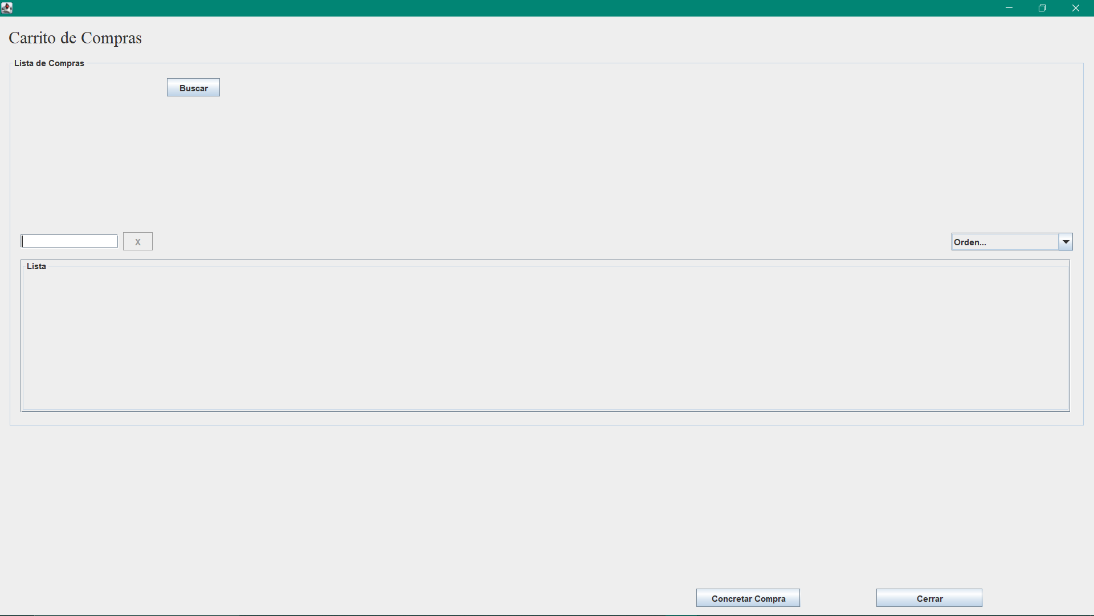 Carrito de Compras
Lista de Compras
Buscar
X
Orden...
Lista
Concretar Compra
Cerrar